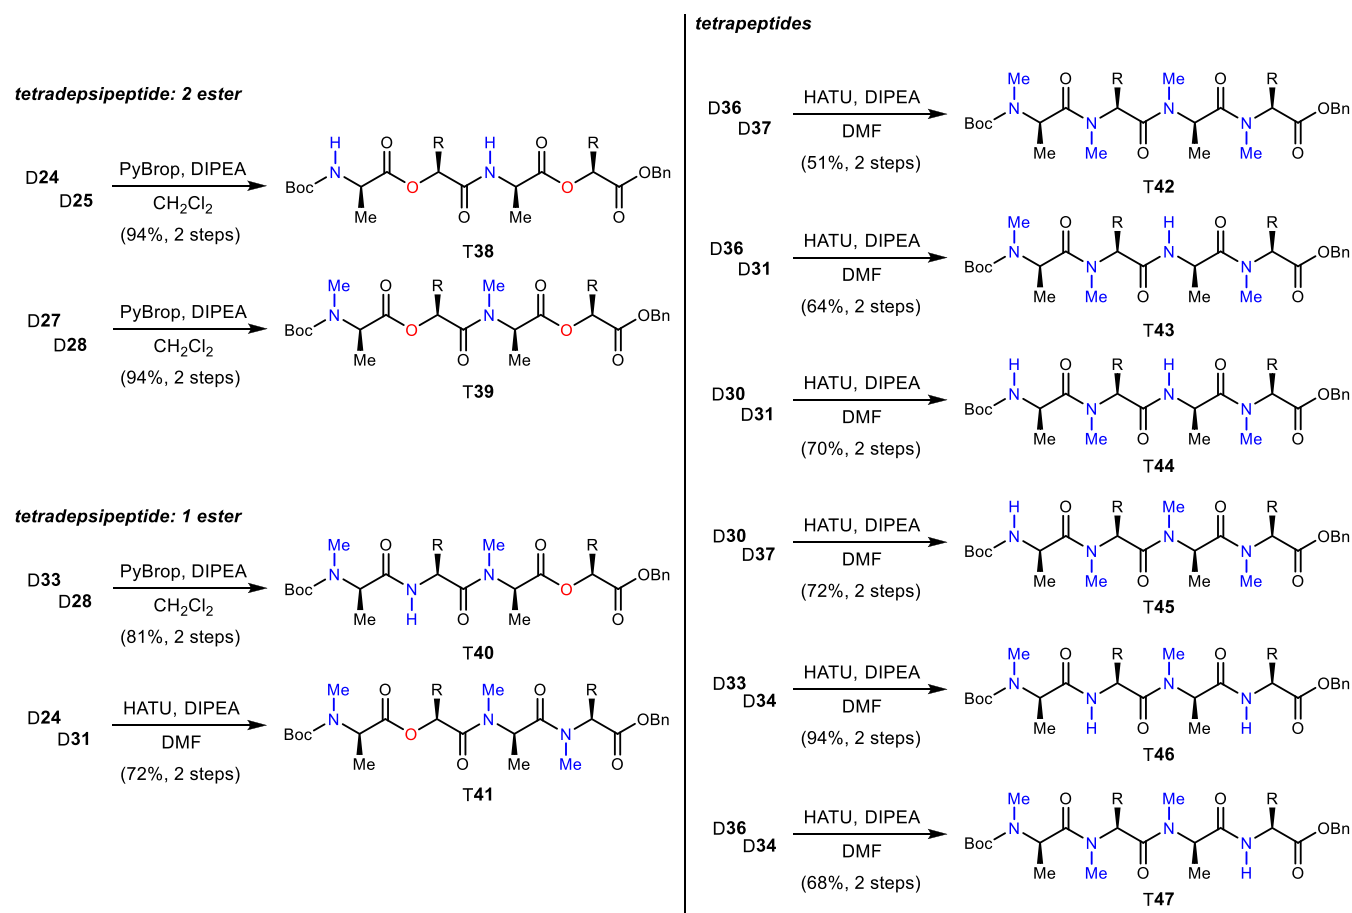 tetradepsipeptide: 2 ester
D24
D25
PyBrop, DIPEA
CH2Cl2
(94%, 2 steps)
H
O
R
H
O
R
Boc
N
O
N
O
OBn
Me
O
Me
O
T38
D27
D28
PyBrop, DIPEA
CH2Cl2
(94%, 2 steps)
Me
O
R
Me
O
R
Boc
N
O
N
O
OBn
Me
O
Me
O
T39
tetradepsipeptide: 1 ester
D33
D28
PyBrop, DIPEA
CH2Cl2
(81%, 2 steps)
Me
O
R
Me
O
R
Boc
N
N
N
O
OBn
Me
H
O
Me
O
T40
D24
D31
HATU, DIPEA
DMF
(72%, 2 steps)
Me
O
R
Me
O
R
Boc
N
O
N
N
OBn
Me
O
Me
Me
O
T41
tetrapeptides
D36
D37
HATU, DIPEA
DMF
(51%, 2 steps)
Me
O
R
Me
O
R
Boc
N
N
N
N
OBn
Me
Me
O
Me
Me
O
T42
D36
D31
HATU, DIPEA
DMF
(64%, 2 steps)
Me
O
R
H
O
R
Boc
N
N
N
N
OBn
Me
Me
O
Me
Me
O
T43
D30
D31
HATU, DIPEA
DMF
(70%, 2 steps)
H
O
R
H
O
R
Boc
N
N
N
N
OBn
Me
Me
O
Me
Me
O
T44
D30
D37
HATU, DIPEA
DMF
(72%, 2 steps)
H
O
R
Me
O
R
Boc
N
N
N
N
OBn
Me
Me
O
Me
Me
O
T45
D33
D34
HATU, DIPEA
DMF
(94%, 2 steps)
Me
O
R
Me
O
R
Boc
N
N
N
N
OBn
Me
H
O
Me
H
O
T46
D36
D34
HATU, DIPEA
DMF
(68%, 2 steps)
Me
O
R
Me
O
R
Boc
N
N
N
N
OBn
Me
Me
O
Me
H
O
T47